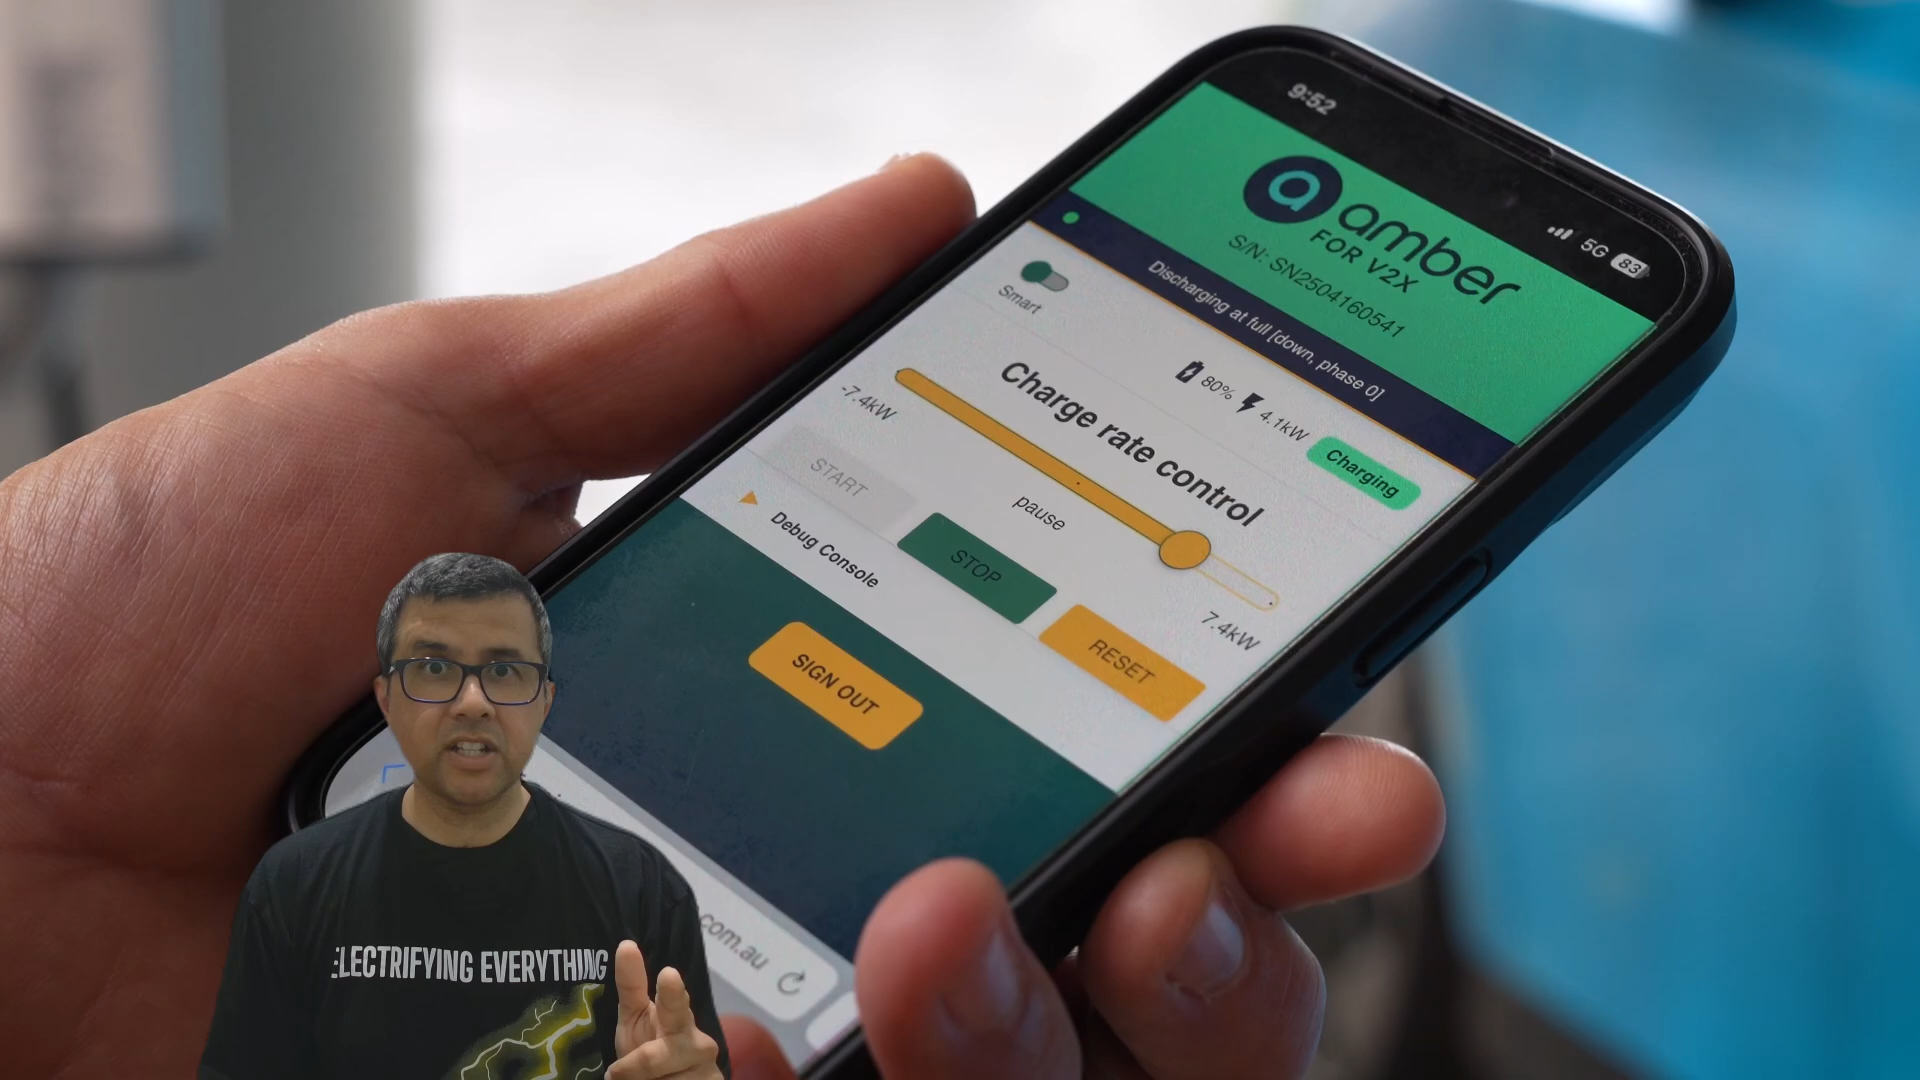 9:52
5G 83
a amber
FOR V2X
S/N: SN2504160541
Discharging at full [down, phase 0]
Smart
80% 4.1kW Charging
Charge rate control
-7.4kW pause 7.4kW
START STOP RESET
Debug Console
SIGN OUT
.com.au
ELECTRIFYING EVERYTHING